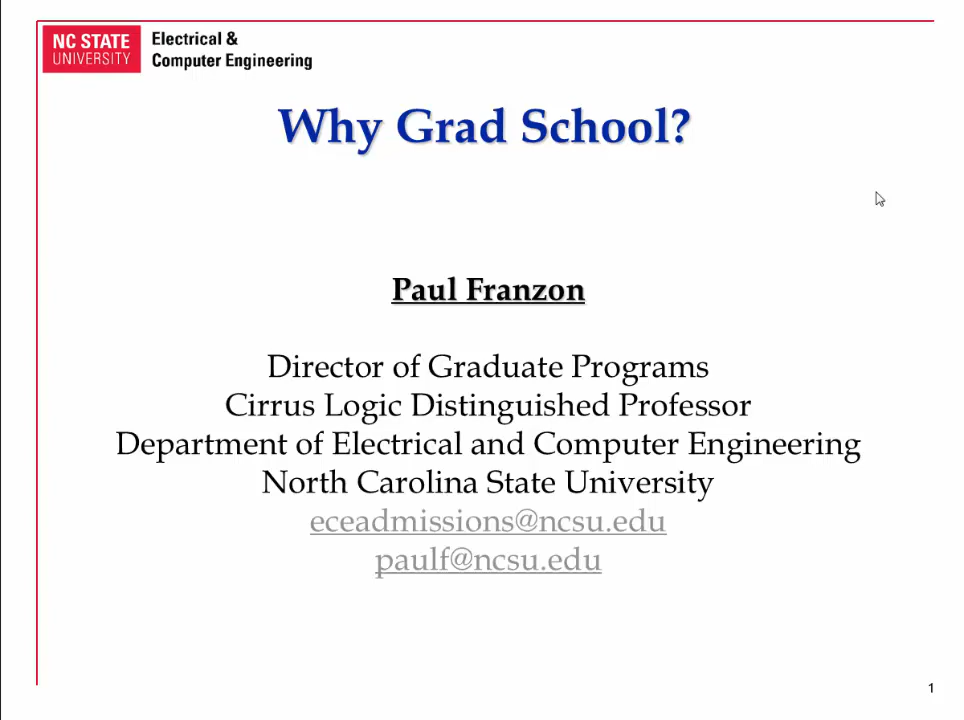 NC STATE
UNIVERSITY
Electrical &
Computer Engineering
Why Grad School?
Paul Franzon
Director of Graduate Programs
Cirrus Logic Distinguished Professor
Department of Electrical and Computer Engineering
North Carolina State University
eceadmissions@ncsu.edu
paulf@ncsu.edu
1